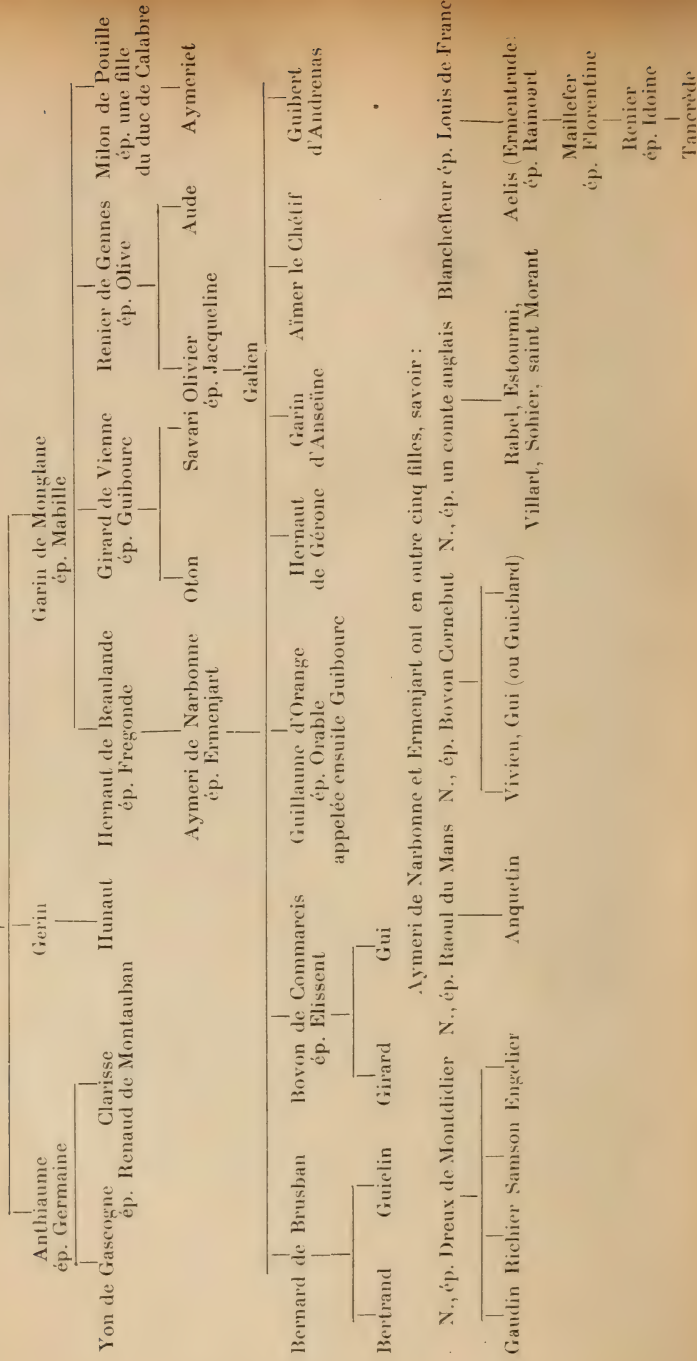 Anthiaume
ép. Germaine
Gerin
Garin de Monglane
ép. Mabille
Yon de Gascogne
Clarisse
ép. Renaud de Montauban
Hunaut
Hernaut de Beaulande
ép. Fregonde
Girard de Vienne
ép. Guibourc
Renier de Gennes
ép. Olive
Milon de Pouille
ép. une fille
du duc de Calabre
Aymeri de Narbonne
ép. Ermenjart
Oton
Savari
Olivier
ép. Jacqueline
Aude
Aymeriet
Galien
Bernard de Brusban
Bovon de Commarcis
ép. Elissent
Guillaume d'Orange
ép. Orable
appelée ensuite Guibourc
Hernaut
de Gérone
Garin
d'Anseüne
Aïmer le Chétif
Guibert
d'Andrenas
Bertrand
Guielin
Girard
Gui
Aymeri de Narbonne et Ermenjart ont en outre cinq filles, savoir :
N., ép. Dreux de Montdidier
N., ép. Raoul du Mans
N., ép. Bovon Cornebut
N., ép. un comte anglais
Blanchefleur ép. Louis de Franc
Gaudin Richier Samson Engelier
Anquetin
Vivien, Gui (ou Guichard)
Rabel, Estourmi,
Villart, Sohier, saint Morant
Aelis (Ermentrude)
ép. Rainoart
Maillefer
ép. Florentine
Renier
ép. Idoine
Tancrède